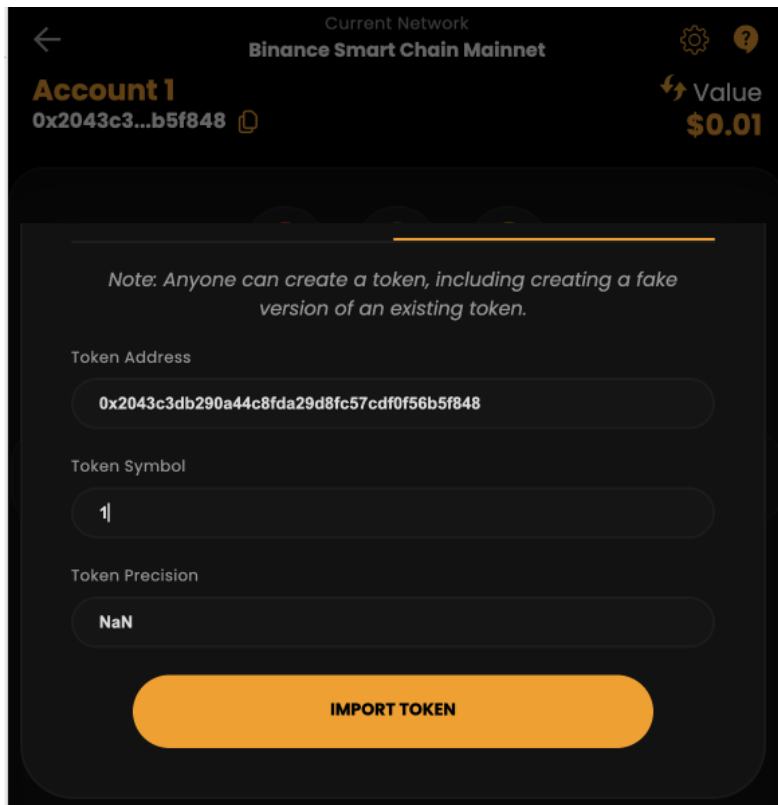 Current Network
Binance Smart Chain Mainnet
Account 1
Value
0x2043c3...b5f848
$0.01
Note: Anyone can create a token, including creating a fake
version of an existing token.
Token Address
0x2043c3db290a44c8fda29d8fc57cdf0f56b5f848
Token Symbol
1
Token Precision
NaN
IMPORT TOKEN